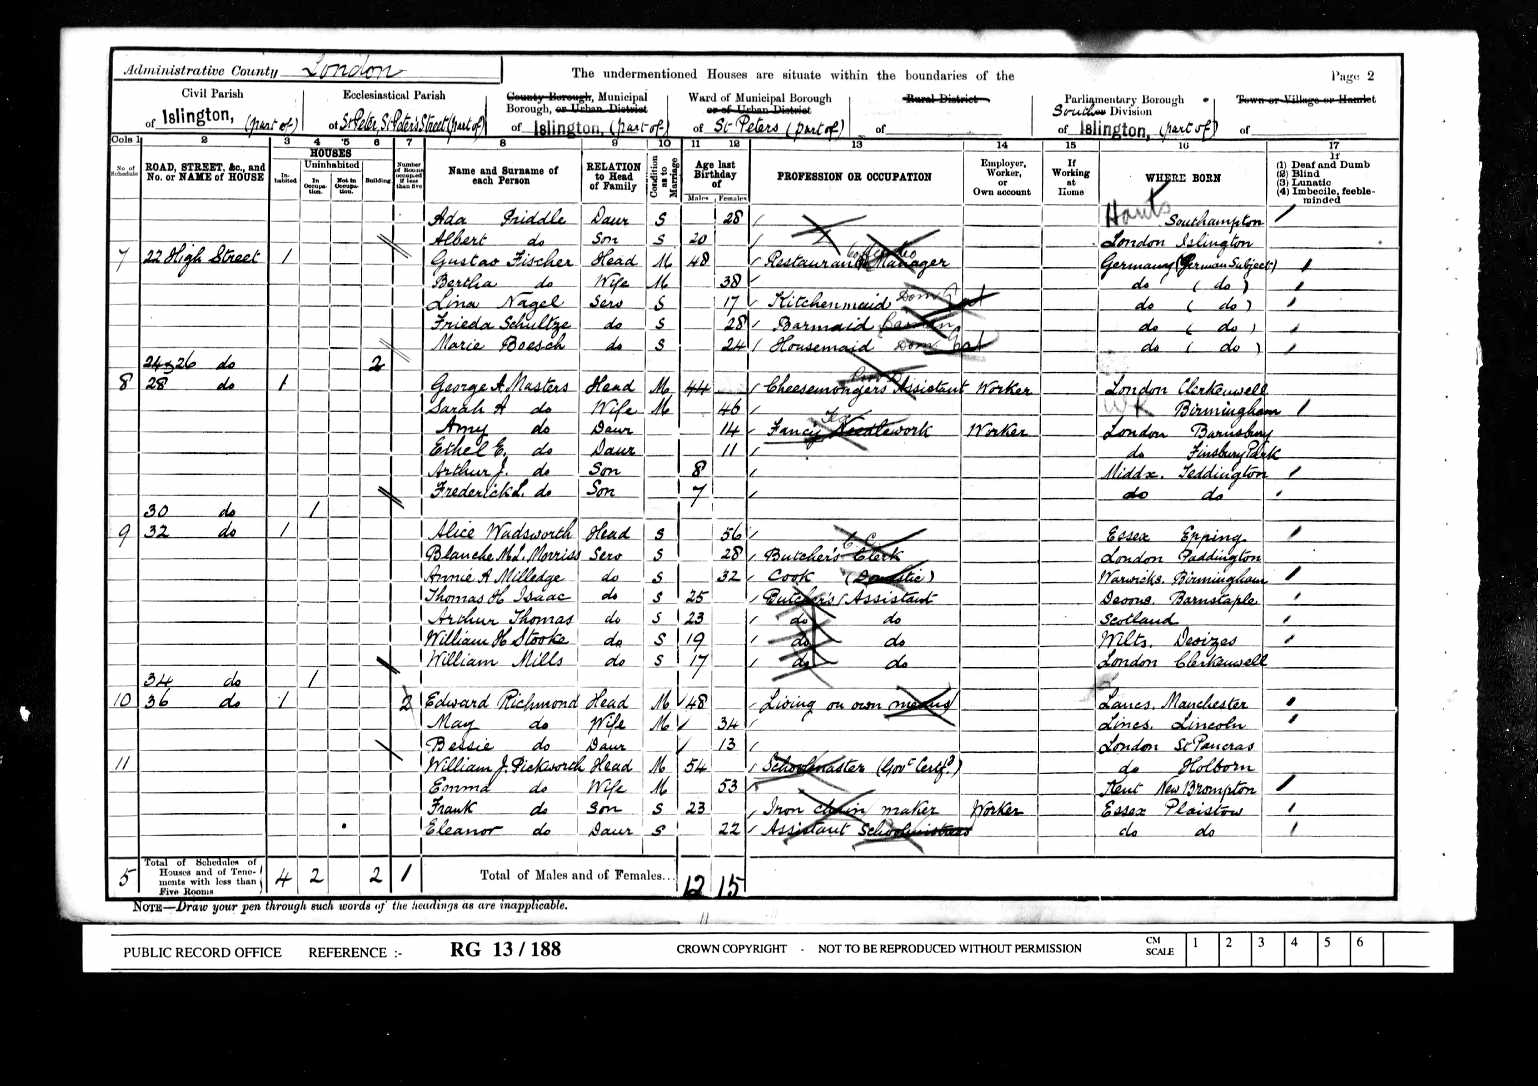 Administrative County London
The undermentioned Houses are situate within the boundaries of the
Page 2
Civil Parish
of Islington, (part of)
Ecclesiastical Parish
of St Peter, St Peter's Street (part of)
County Borough, Municipal
Borough, or Urban District
of Islington, (part of)
Ward of Municipal Borough
or of Urban District
of St Peters (part of)
Rural District
of
Parliamentary Borough
Southern Division
of Islington, (part of)
Town or Village or Hamlet
of
Cols 1 2 3 4 5 6 7 8 9 10 11 12 13 14 15 16 17
No. of Schedule
ROAD, STREET, &c., and No. or NAME of HOUSE
HOUSES
Inhabited
Uninhabited
In Occupation.
Not in Occupation.
Building
Number of Rooms occupied if less than five
Name and Surname of each Person
RELATION to Head of Family
Condition as to Marriage
Age last Birthday of
Males Females
PROFESSION OR OCCUPATION
Employer, Worker, or Own account
If Working at Home
WHERE BORN
If
(1) Deaf and Dumb
(2) Blind
(3) Lunatic
(4) Imbecile, feeble-minded
Ada Priddle Daur S 28 Hants Southampton
Albert do Son S 20 London Islington
7 22 High Street 1 Gustav Fischer Head M 48 Restaurant Manager Germany (German Subject)
Bertha do Wife M 38 do ( do )
Lina Nagel Serv S 17 Kitchenmaid Dom do ( do )
Frieda Schultze do S 28 Barmaid do ( do )
Marie Boesch do S 24 Housemaid Dom do ( do )
24 & 26 do 2
8 28 do 1 George A Masters Head M 44 Cheesemongers Assistant Worker London Clerkenwell
Sarah A do Wife M 46 Birmingham
Amy do Daur 14 Fancy Needlework Worker London Barnsbury
Ethel E. do Daur 11 do Finsbury Park
Arthur J. do Son 8 Middx. Teddington
Frederick L. do Son 7 do do
30 do 1
9 32 do 1 Alice Wadsworth Head S 56 Essex Epping
Blanche M. L. Morriss Serv S 28 Butcher's Clerk London Paddington
Annie A Milledge do S 32 Cook (Domestic) Warwicks. Birmingham
Thomas H Isaac do S 25 Butcher's Assistant Devons. Barnstaple
Arthur Thomas do S 23 do do Scotland
William H Stooke do S 19 do do Wilts. Devizes
William Mills do S 17 do do London Clerkenwell
34 do 1
10 36 do 1 2 Edward Richmond Head M 48 Living on own means Lancs. Manchester
May do Wife M 34 Lincs. Lincoln
Bessie do Daur 13 London St Pancras
11 William J. Pickworth Head M 54 Schoolmaster (Govt Certfd.) do Holborn
Emma do Wife M 53 Kent New Brompton
Frank do Son S 23 Iron chain maker Worker Essex Plaistow
Eleanor do Daur S 22 Assistant Schoolmistress do do
5 Total of Schedules of Houses and of Tenements with less than Five Rooms 4 2 2 1 Total of Males and of Females... 12 15
NOTE—Draw your pen through such words of the headings as are inapplicable.
PUBLIC RECORD OFFICE REFERENCE :- RG 13 / 188 CROWN COPYRIGHT - NOT TO BE REPRODUCED WITHOUT PERMISSION CM SCALE 1 2 3 4 5 6